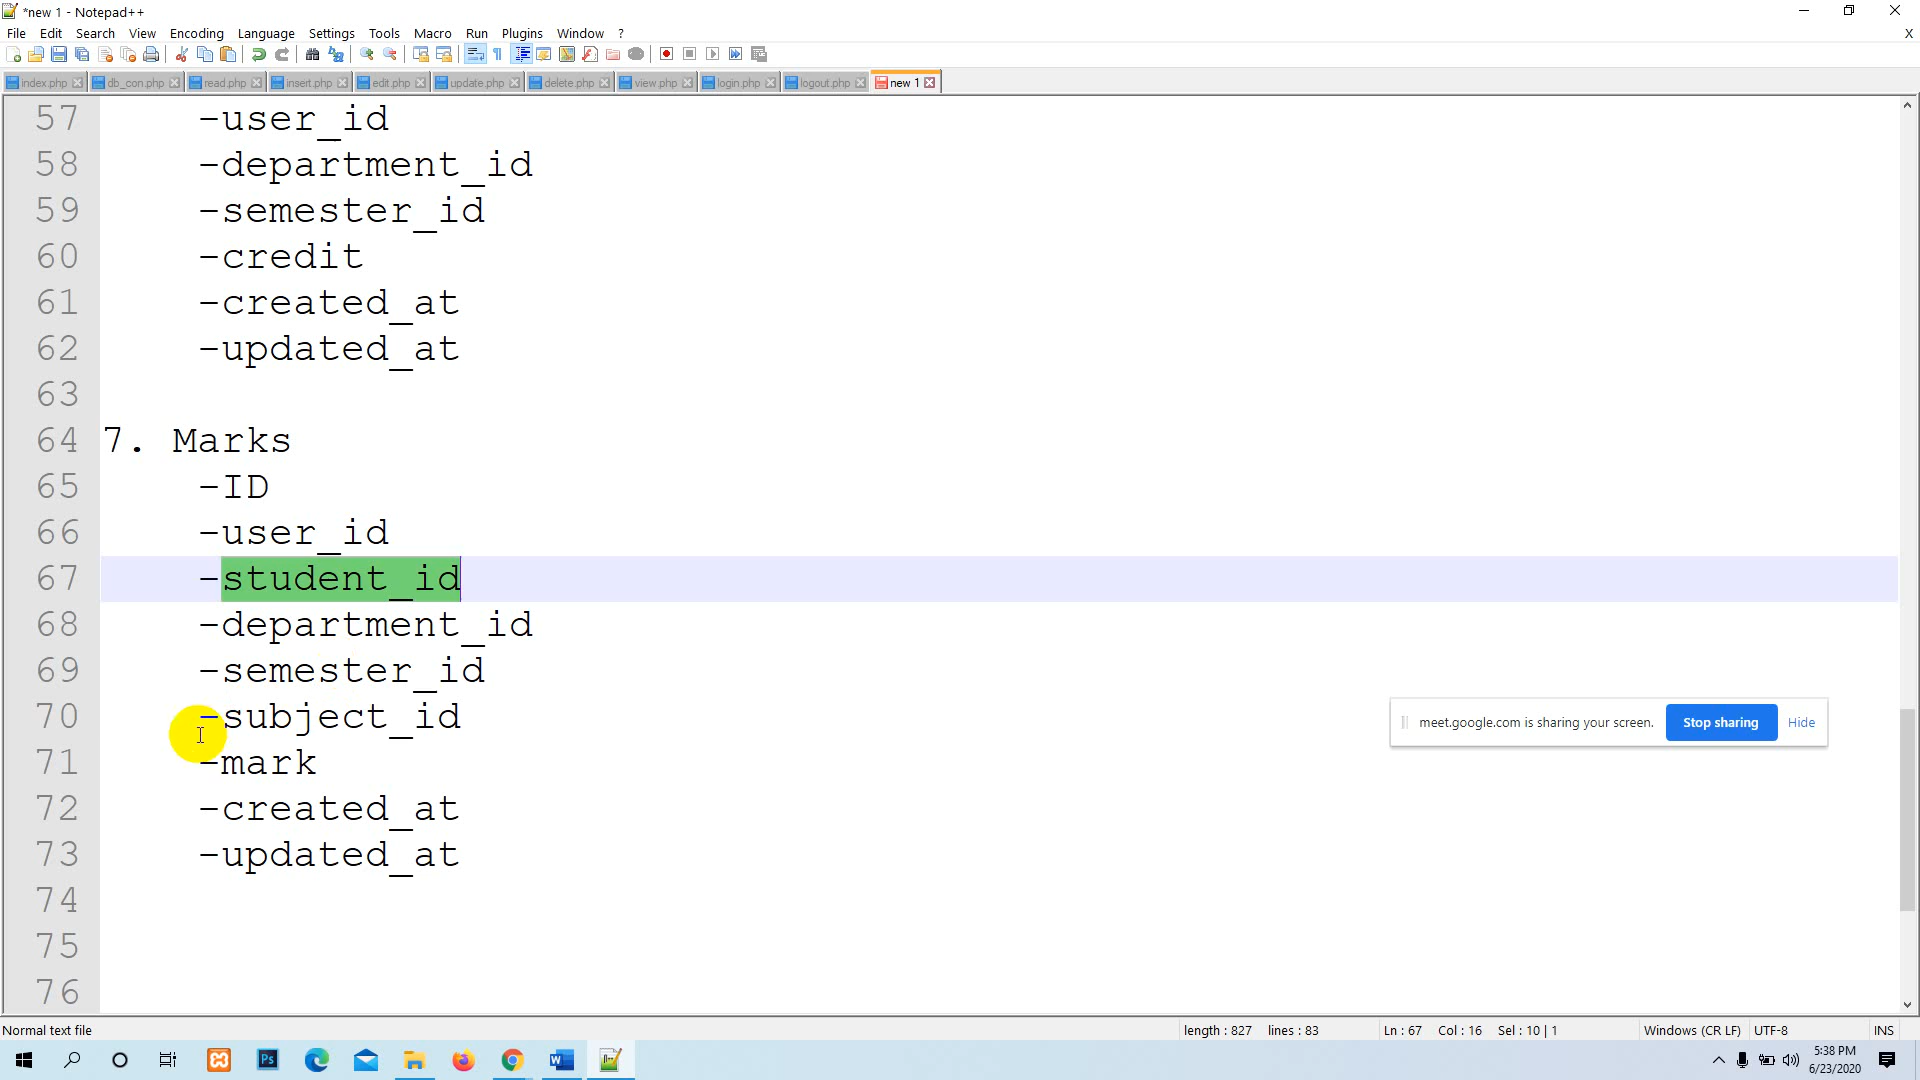 *new 1 - Notepad++
File Edit Search View Encoding Language Settings Tools Macro Run Plugins Window ? X
index.php db_con.php read.php insert.php edit.php update.php delete.php view.php login.php logout.php new 1
57 -user_id
58 -department_id
59 -semester_id
60 -credit
61 -created_at
62 -updated_at
63
64 7. Marks
65 -ID
66 -user_id
67 -student_id
68 -department_id
69 -semester_id
70 -subject_id
meet.google.com is sharing your screen. Stop sharing Hide
71 -mark
72 -created_at
73 -updated_at
74
75
76
Normal text file length : 827 lines : 83 Ln : 67 Col : 16 Sel : 10 | 1 Windows (CR LF) UTF-8 INS
Ps W 5:38 PM
6/23/2020